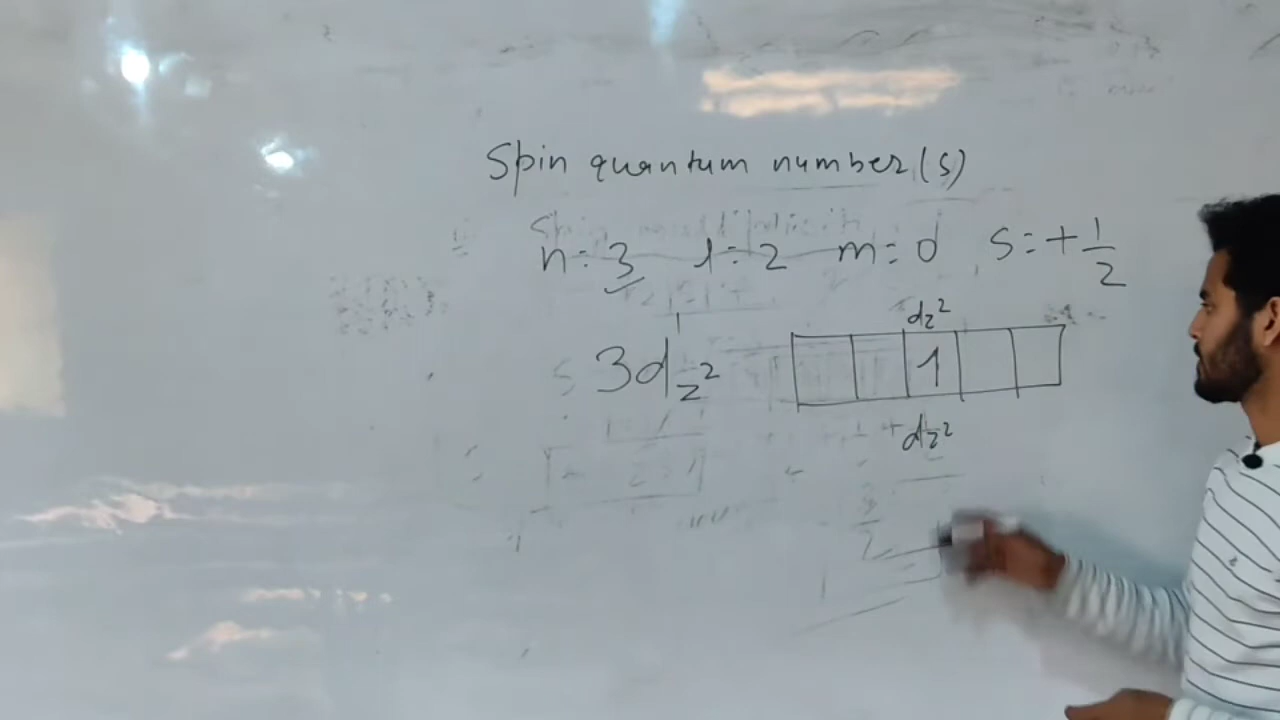 Spin quantum number (s)
n = 3 l = 2 m = 0 s = + 1/2
dz²
3dz² 1
dz²